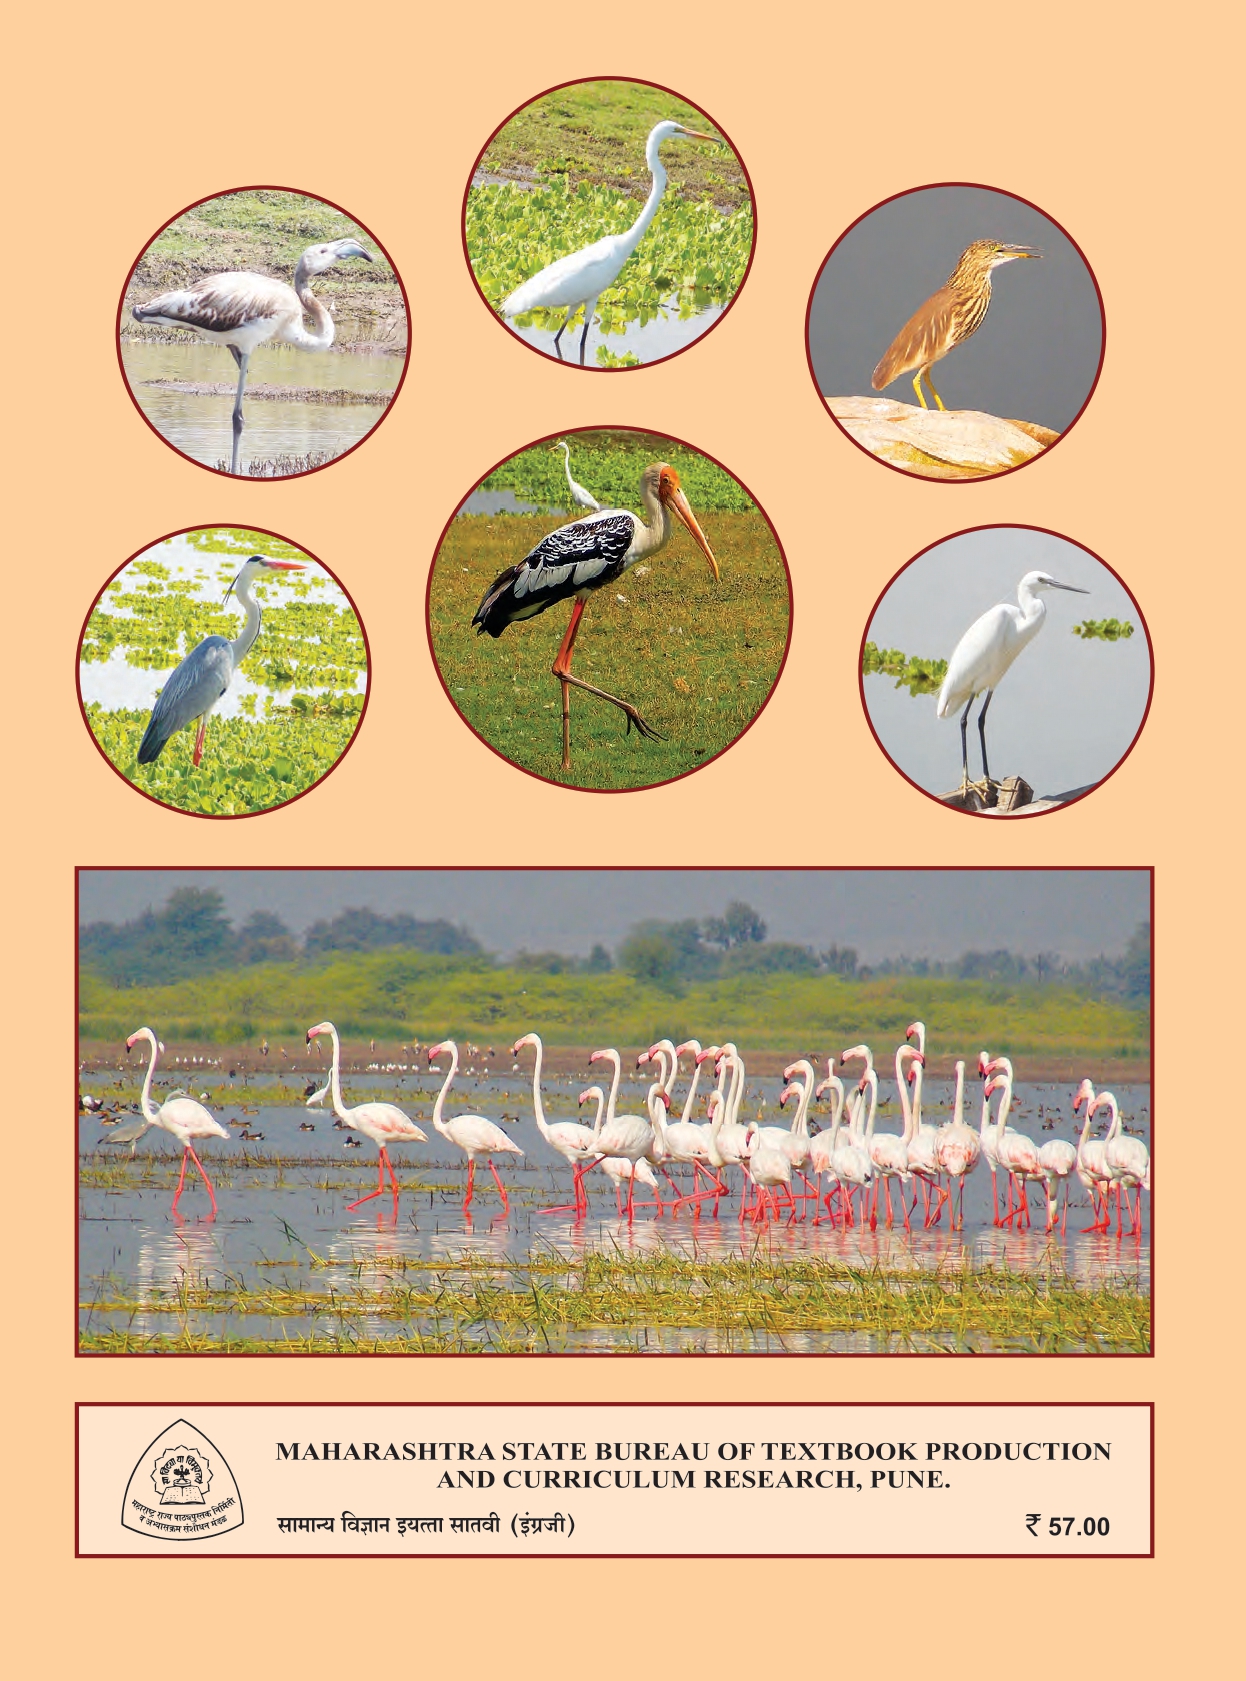 MAHARASHTRA STATE BUREAU OF TEXTBOOK PRODUCTION
AND CURRICULUM RESEARCH, PUNE.
सामान्य विज्ञान इयत्ता सातवी (इंग्रजी)
₹ 57.00
महाराष्ट्र राज्य पाठ्यपुस्तक निर्मिती
व अभ्यासक्रम संशोधन मंडळ